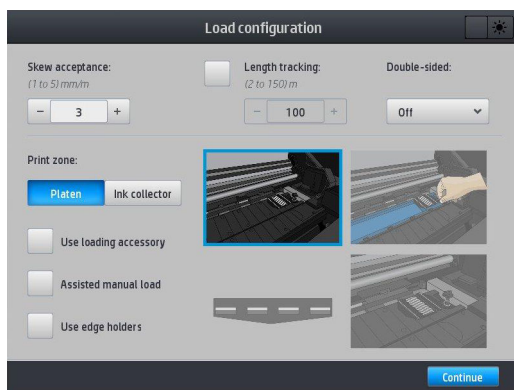 Load configuration
Skew acceptance:
(1 to 5) mm/m
- 3 +
Length tracking:
(2 to 150) m
- 100 +
Double-sided:
Off
Print zone:
Platen
Ink collector
Use loading accessory
Assisted manual load
Use edge holders
Continue